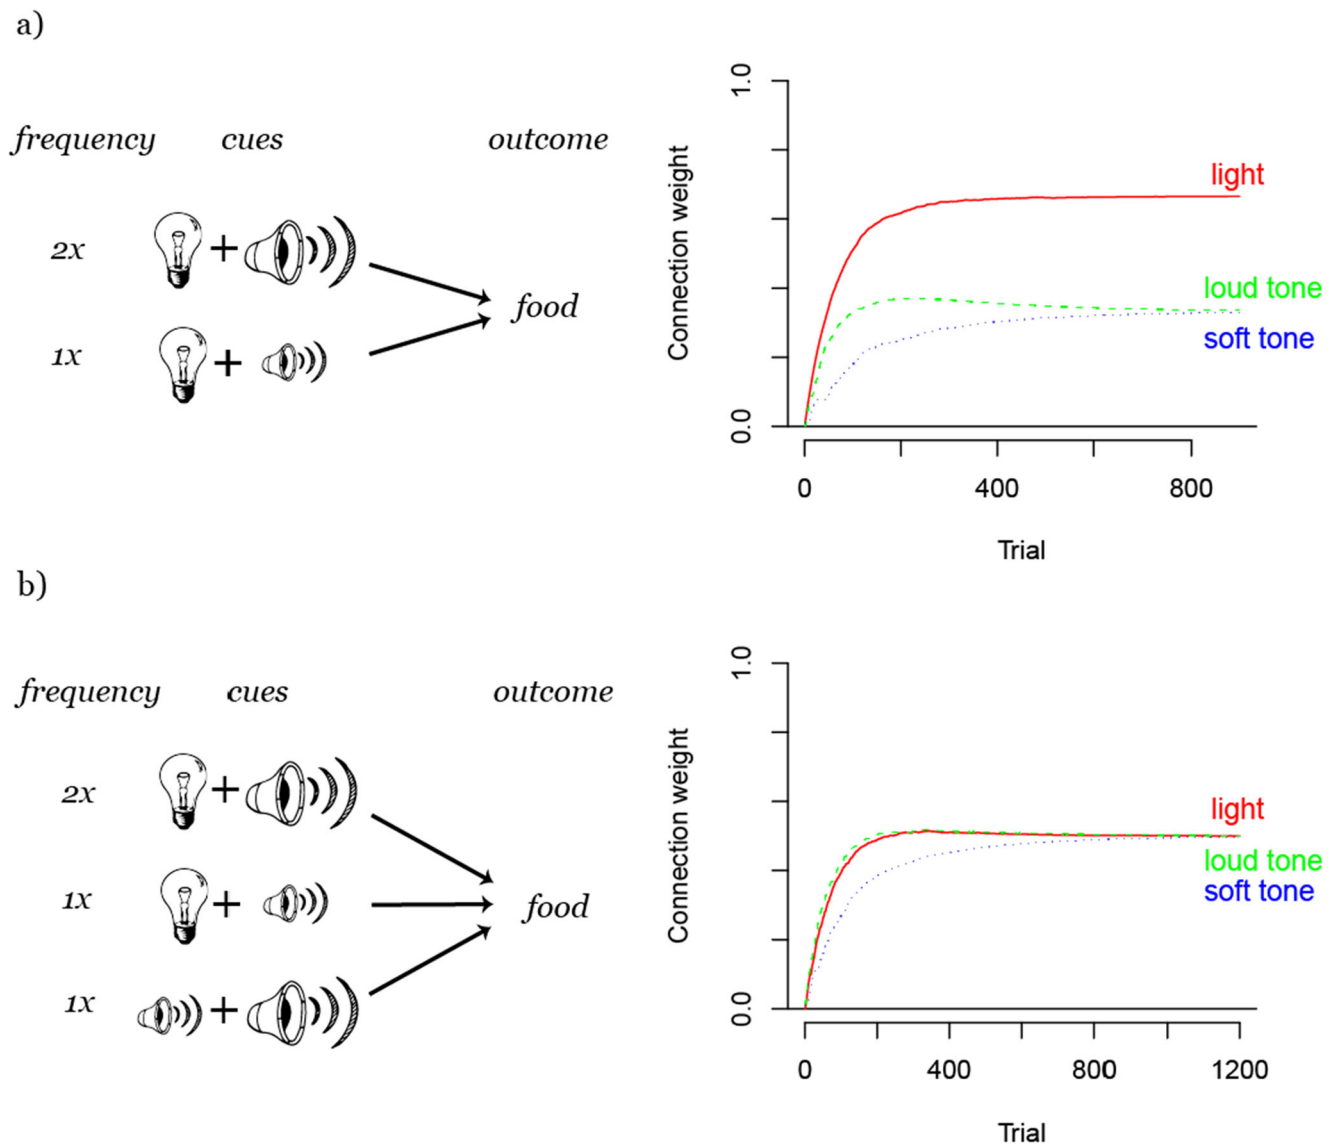 a)
frequency cues outcome
2x + 
1x + 
food
1.0
0.0
Connection weight
light
loud tone
soft tone
0 400 800
Trial
b)
frequency cues outcome
2x + 
1x + 
1x + 
food
1.0
0.0
Connection weight
light
loud tone
soft tone
0 400 800 1200
Trial